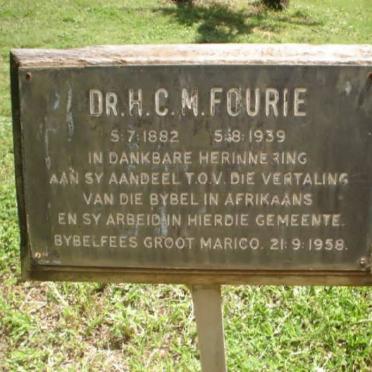 DR. H. C. M. FOURIE
5:7:1882 5:8:1939
IN DANKBARE HERINNERING
AAN SY AANDEEL T.O.V. DIE VERTALING
VAN DIE BYBEL IN AFRIKAANS
EN SY ARBEID IN HIERDIE GEMEENTE.
BYBELFEES GROOT MARICO. 21:9:1958.